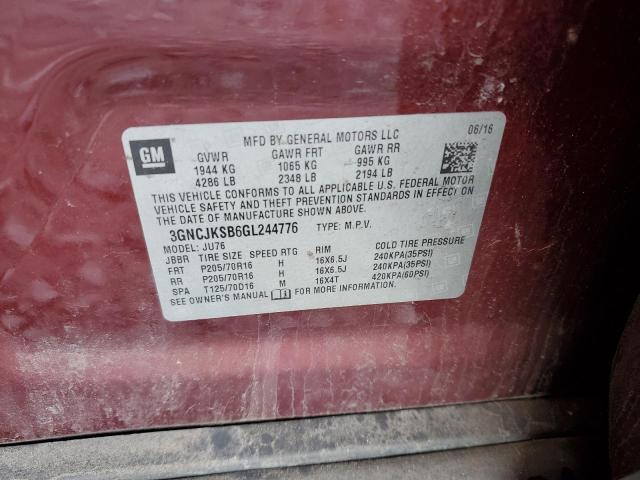 MFD BY GENERAL MOTORS LLC 06/16
GM
GVWR GAWR FRT GAWR RR
1944 KG 1065 KG 995 KG
4286 LB 2348 LB 2194 LB
THIS VEHICLE CONFORMS TO ALL APPLICABLE U.S. FEDERAL MOTOR
VEHICLE SAFETY AND THEFT PREVENTION STANDARDS IN EFFECT ON
THE DATE OF MANUFACTURE SHOWN ABOVE.
3GNCJKSB6GL244776 TYPE: M.P.V.
MODEL: JU76
JBBR TIRE SIZE SPEED RTG RIM COLD TIRE PRESSURE
FRT P205/70R16 H 16X6.5J 240KPA(35PSI)
RR P205/70R16 H 16X6.5J 240KPA(35PSI)
SPA T125/70D16 M 16X4T 420KPA(60PSI)
SEE OWNER'S MANUAL FOR MORE INFORMATION.